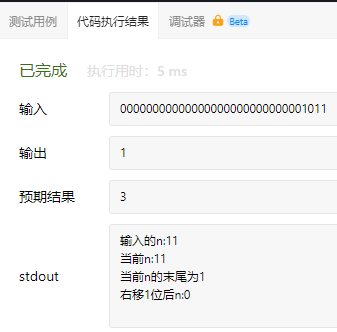 测试用例 代码执行结果 调试器 Beta
已完成 执行用时：5 ms
输入 00000000000000000000000000001011
输出 1
预期结果 3
stdout
输入的n:11
当前n:11
当前n的末尾为1
右移1位后n:0